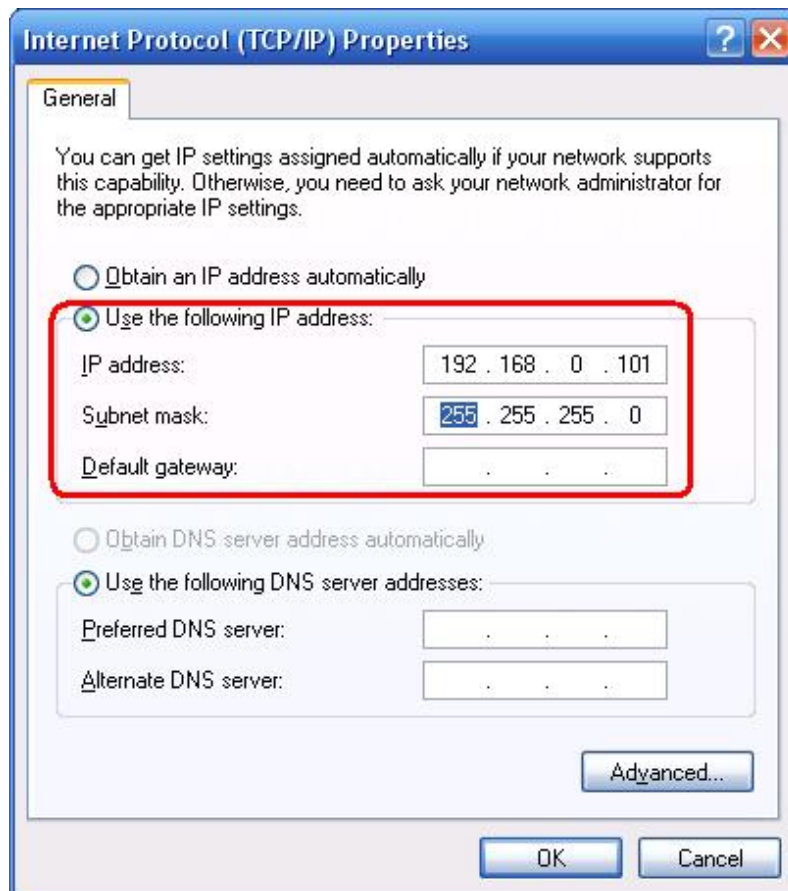 Internet Protocol (TCP/IP) Properties
General
You can get IP settings assigned automatically if your network supports
this capability. Otherwise, you need to ask your network administrator for
the appropriate IP settings.
Obtain an IP address automatically
Use the following IP address:
IP address: 192 . 168 . 0 . 101
Subnet mask: 255 . 255 . 255 . 0
Default gateway: . . .
Obtain DNS server address automatically
Use the following DNS server addresses:
Preferred DNS server: . . .
Alternate DNS server: . . .
Advanced...
OK Cancel